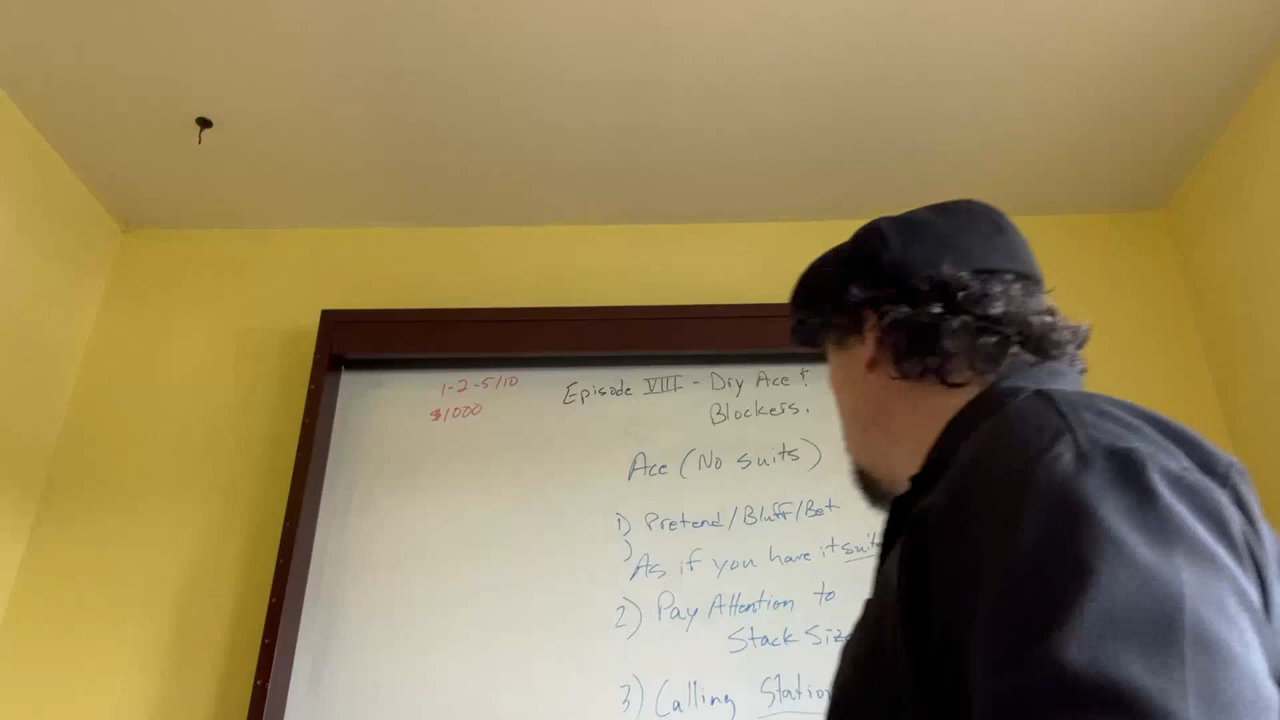 1-2-5/10
$1000
Episode VIII - Dry Ace &
Blockers.
Ace (No suits)
1) Pretend/Bluff/Bet
)
As if you have it
2) Pay Attention to
Stack
3) Calling